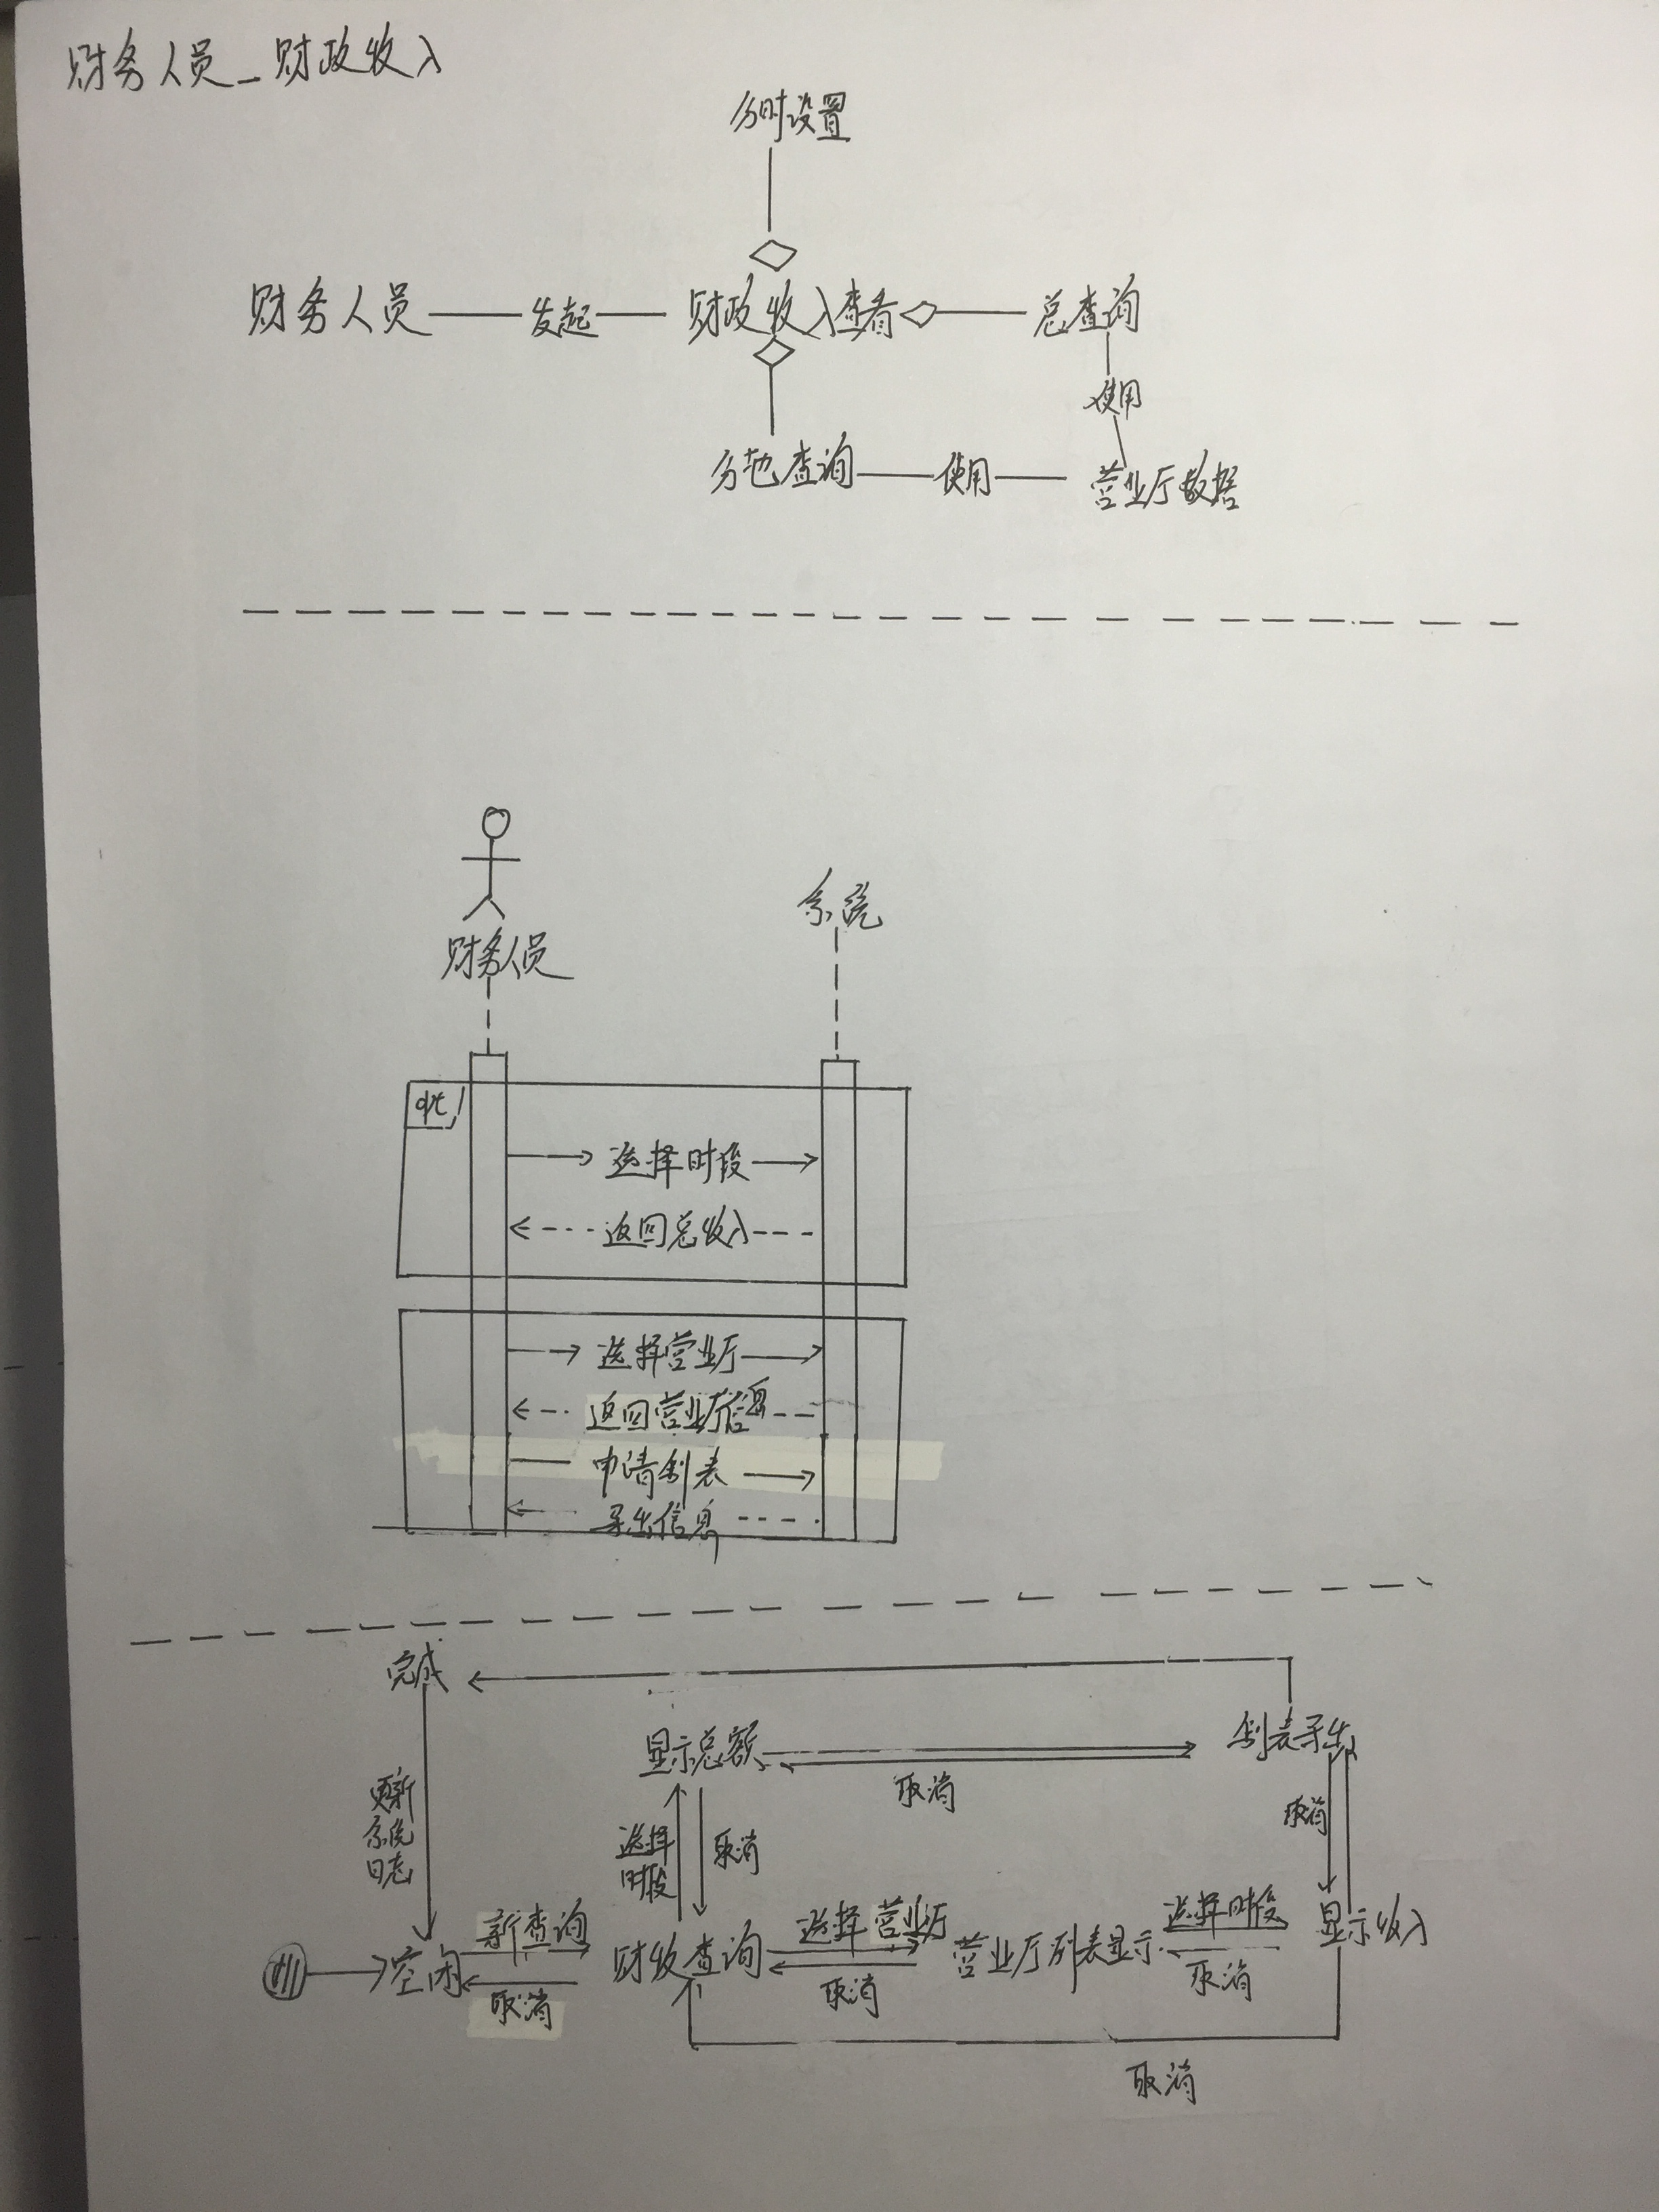 财务人员_财政收入
分时设置
财务人员 发起 财政收入查看 总查询
使用
分地查询 使用 营业厅数据
系统
财务人员
opt
选择时段
返回总收入
选择营业厅
返回营业厅信息
申请制表
导出信息
完成
显示总额 制表导出
取消
更新
系统
日志
选择
时段
取消
取消
新查询 选择营业厅 选择时段
空闲 财收查询 营业厅列表显示 显示收入
取消 取消 取消
取消